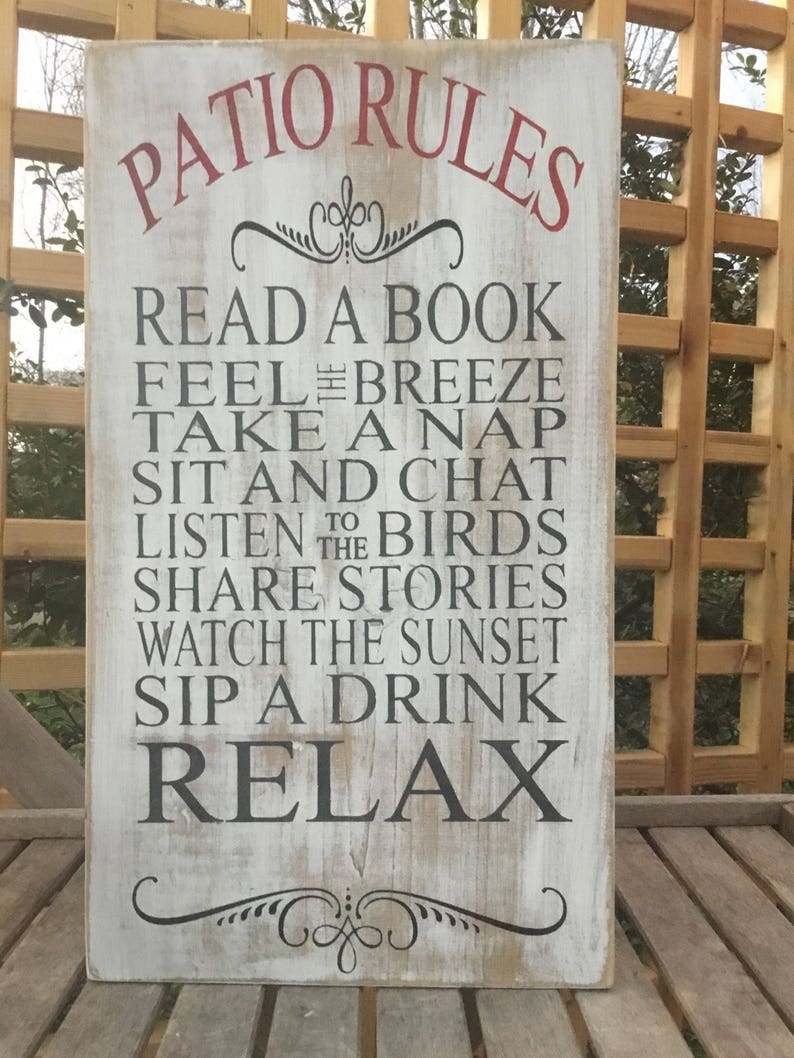 PATIO RULES
READ A BOOK
FEEL THE BREEZE
TAKE A NAP
SIT AND CHAT
LISTEN TO THE BIRDS
SHARE STORIES
WATCH THE SUNSET
SIP A DRINK
RELAX